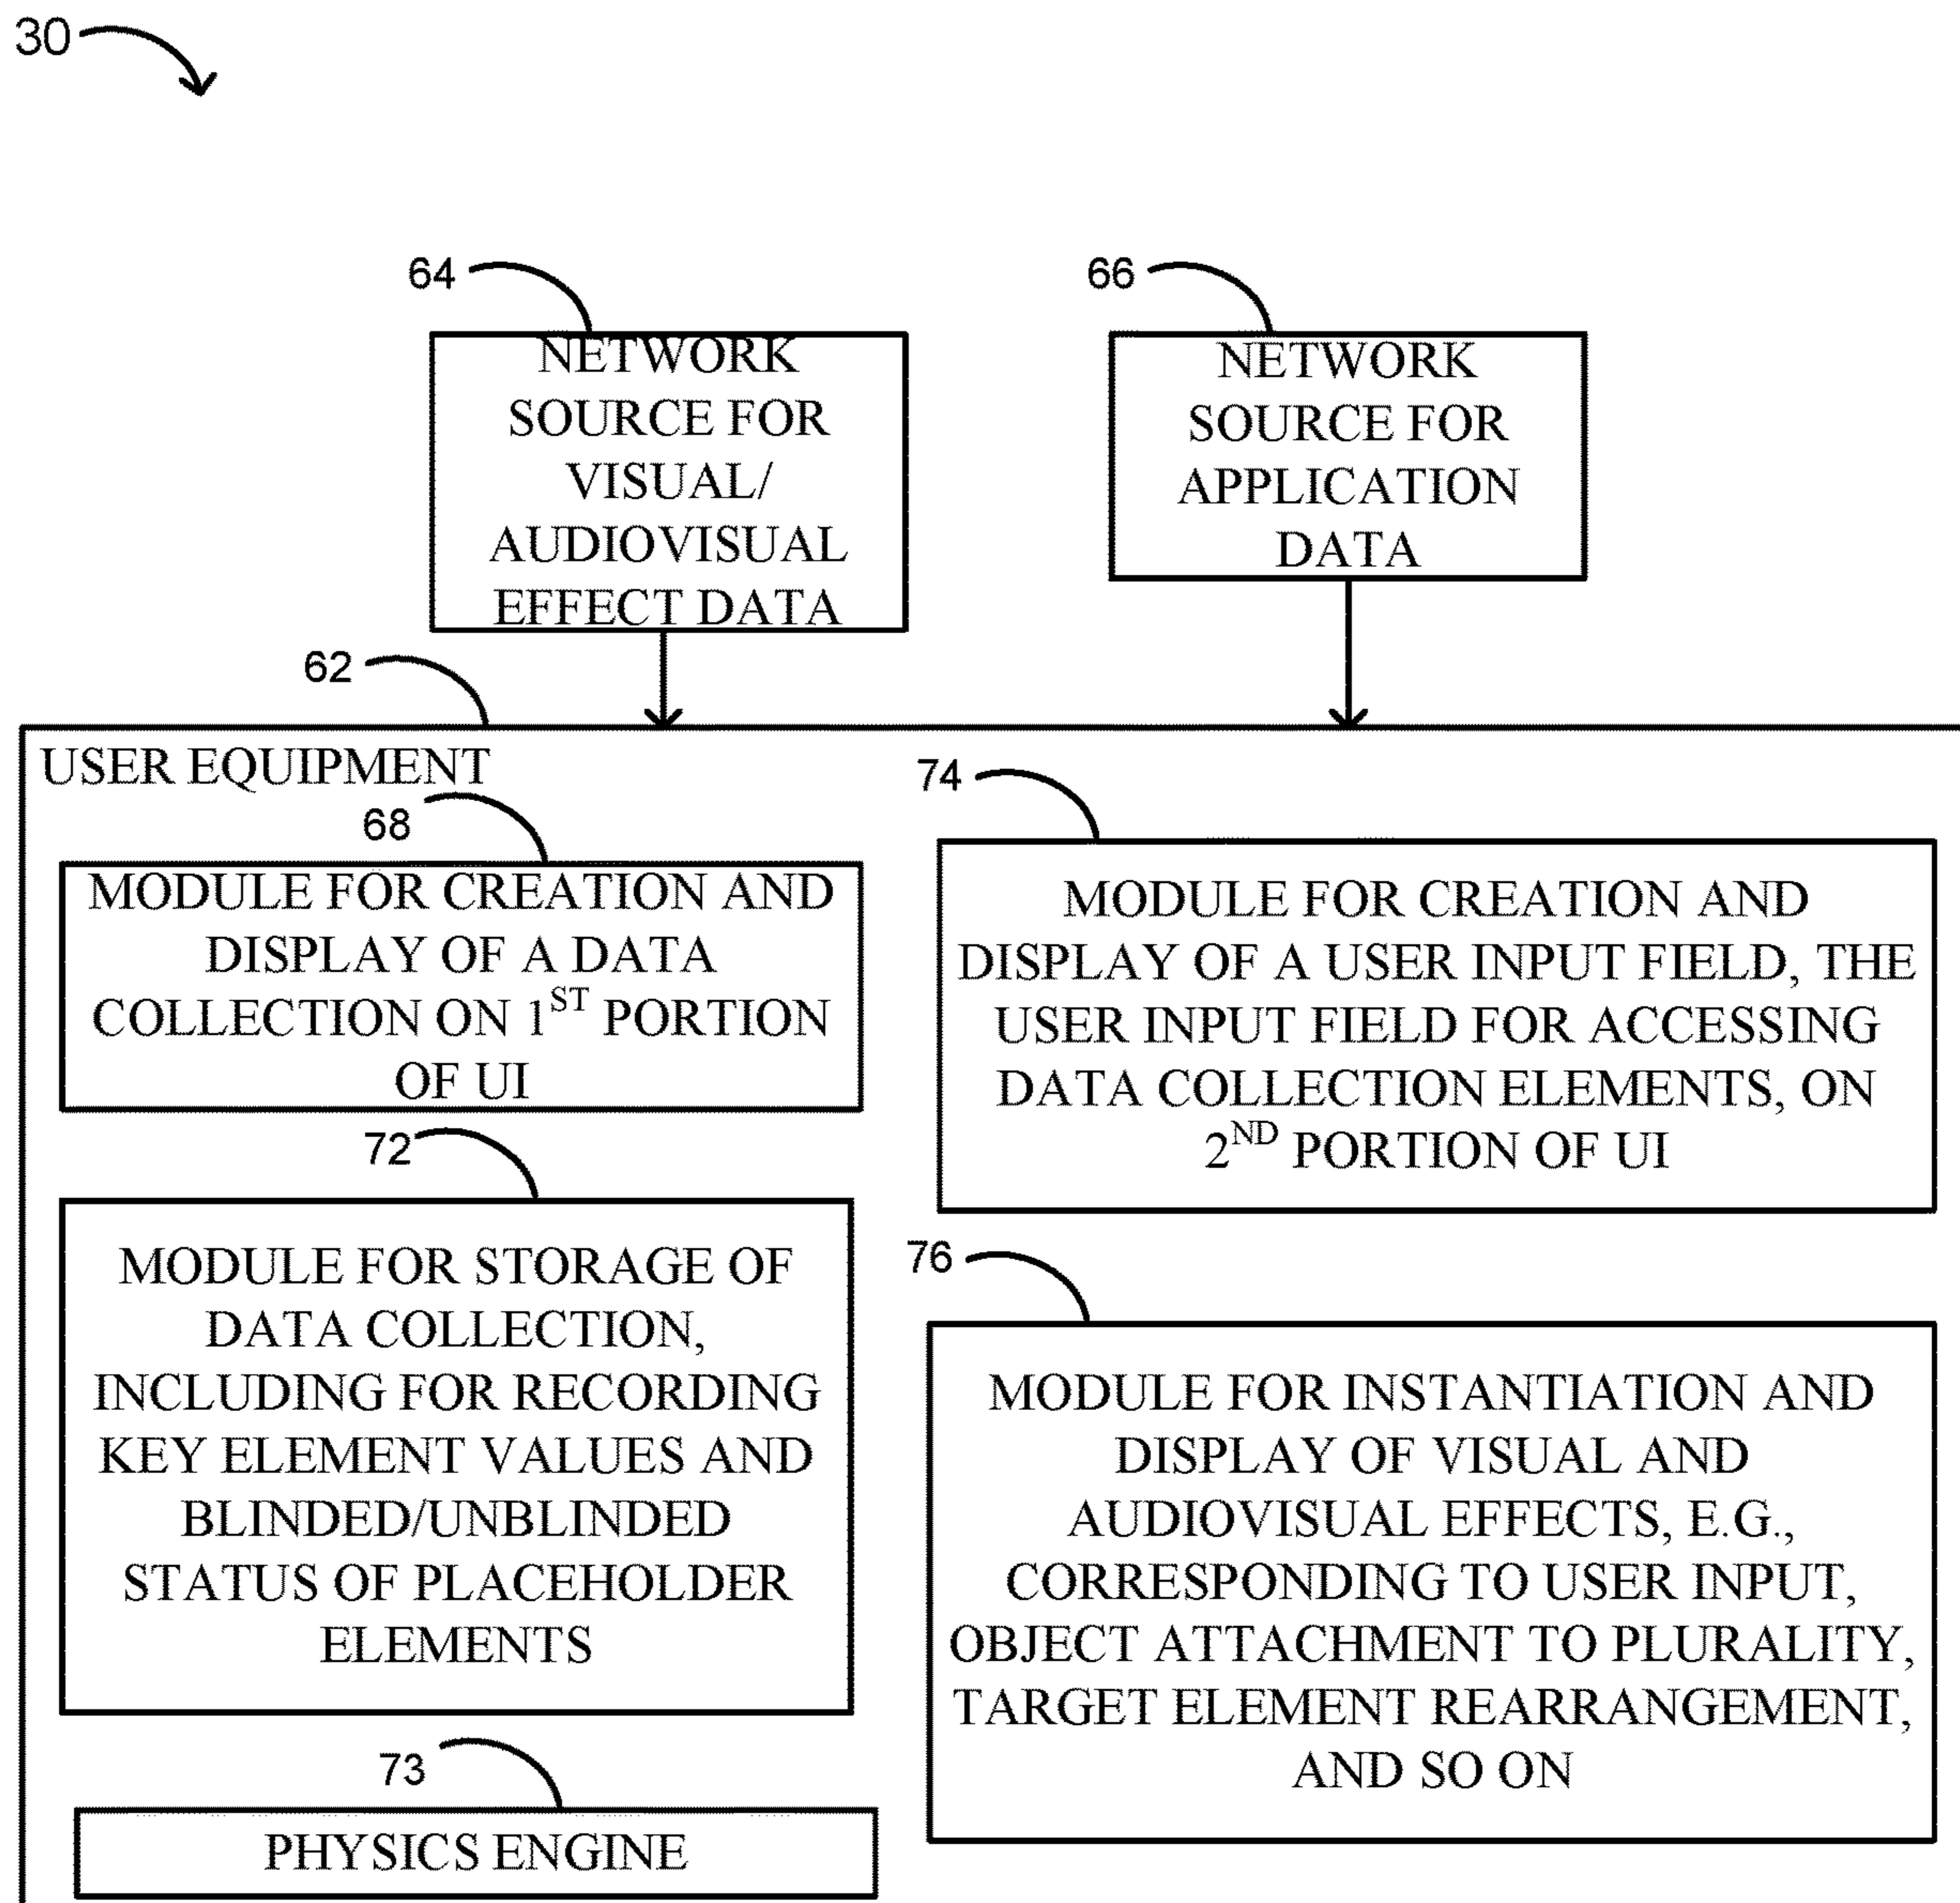 30
64
NETWORK
SOURCE FOR
VISUAL/
AUDIOVISUAL
EFFECT DATA
66
NETWORK
SOURCE FOR
APPLICATION
DATA
62
USER EQUIPMENT
68
MODULE FOR CREATION AND
DISPLAY OF A DATA
COLLECTION ON 1ST PORTION
OF UI
72
MODULE FOR STORAGE OF
DATA COLLECTION,
INCLUDING FOR RECORDING
KEY ELEMENT VALUES AND
BLINDED/UNBLINDED
STATUS OF PLACEHOLDER
ELEMENTS
73
PHYSICS ENGINE
74
MODULE FOR CREATION AND
DISPLAY OF A USER INPUT FIELD, THE
USER INPUT FIELD FOR ACCESSING
DATA COLLECTION ELEMENTS, ON
2ND PORTION OF UI
76
MODULE FOR INSTANTIATION AND
DISPLAY OF VISUAL AND
AUDIOVISUAL EFFECTS, E.G.,
CORRESPONDING TO USER INPUT,
OBJECT ATTACHMENT TO PLURALITY,
TARGET ELEMENT REARRANGEMENT,
AND SO ON